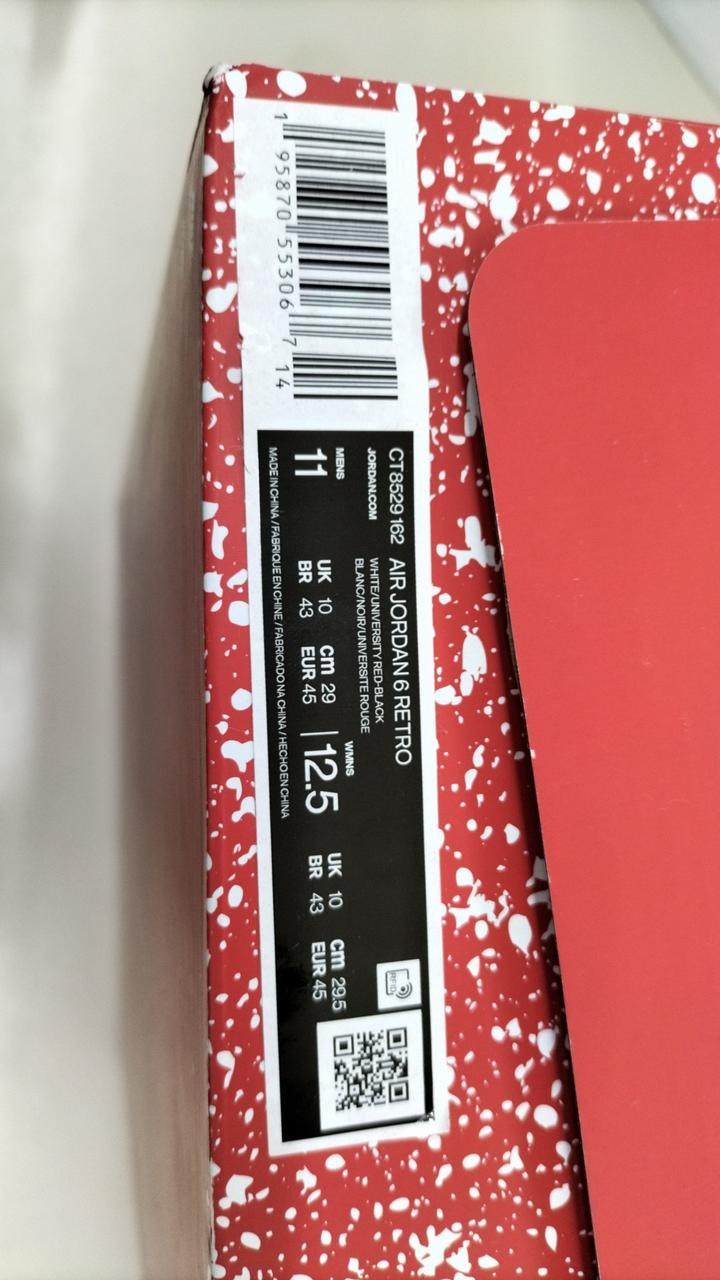 1 95870 55306 7 14
CT8529 162 AIR JORDAN 6 RETRO
JORDAN.COM WHITE/UNIVERSITY RED-BLACK
BLANC/NOIR/UNIVERSITE ROUGE
MENS WMNS
11 UK 10 cm 29 | 12.5 UK 10 cm 29.5
BR 43 EUR 45 BR 43 EUR 45
MADE IN CHINA / FABRIQUE EN CHINE / FABRICADO NA CHINA / HECHO EN CHINA
RFID